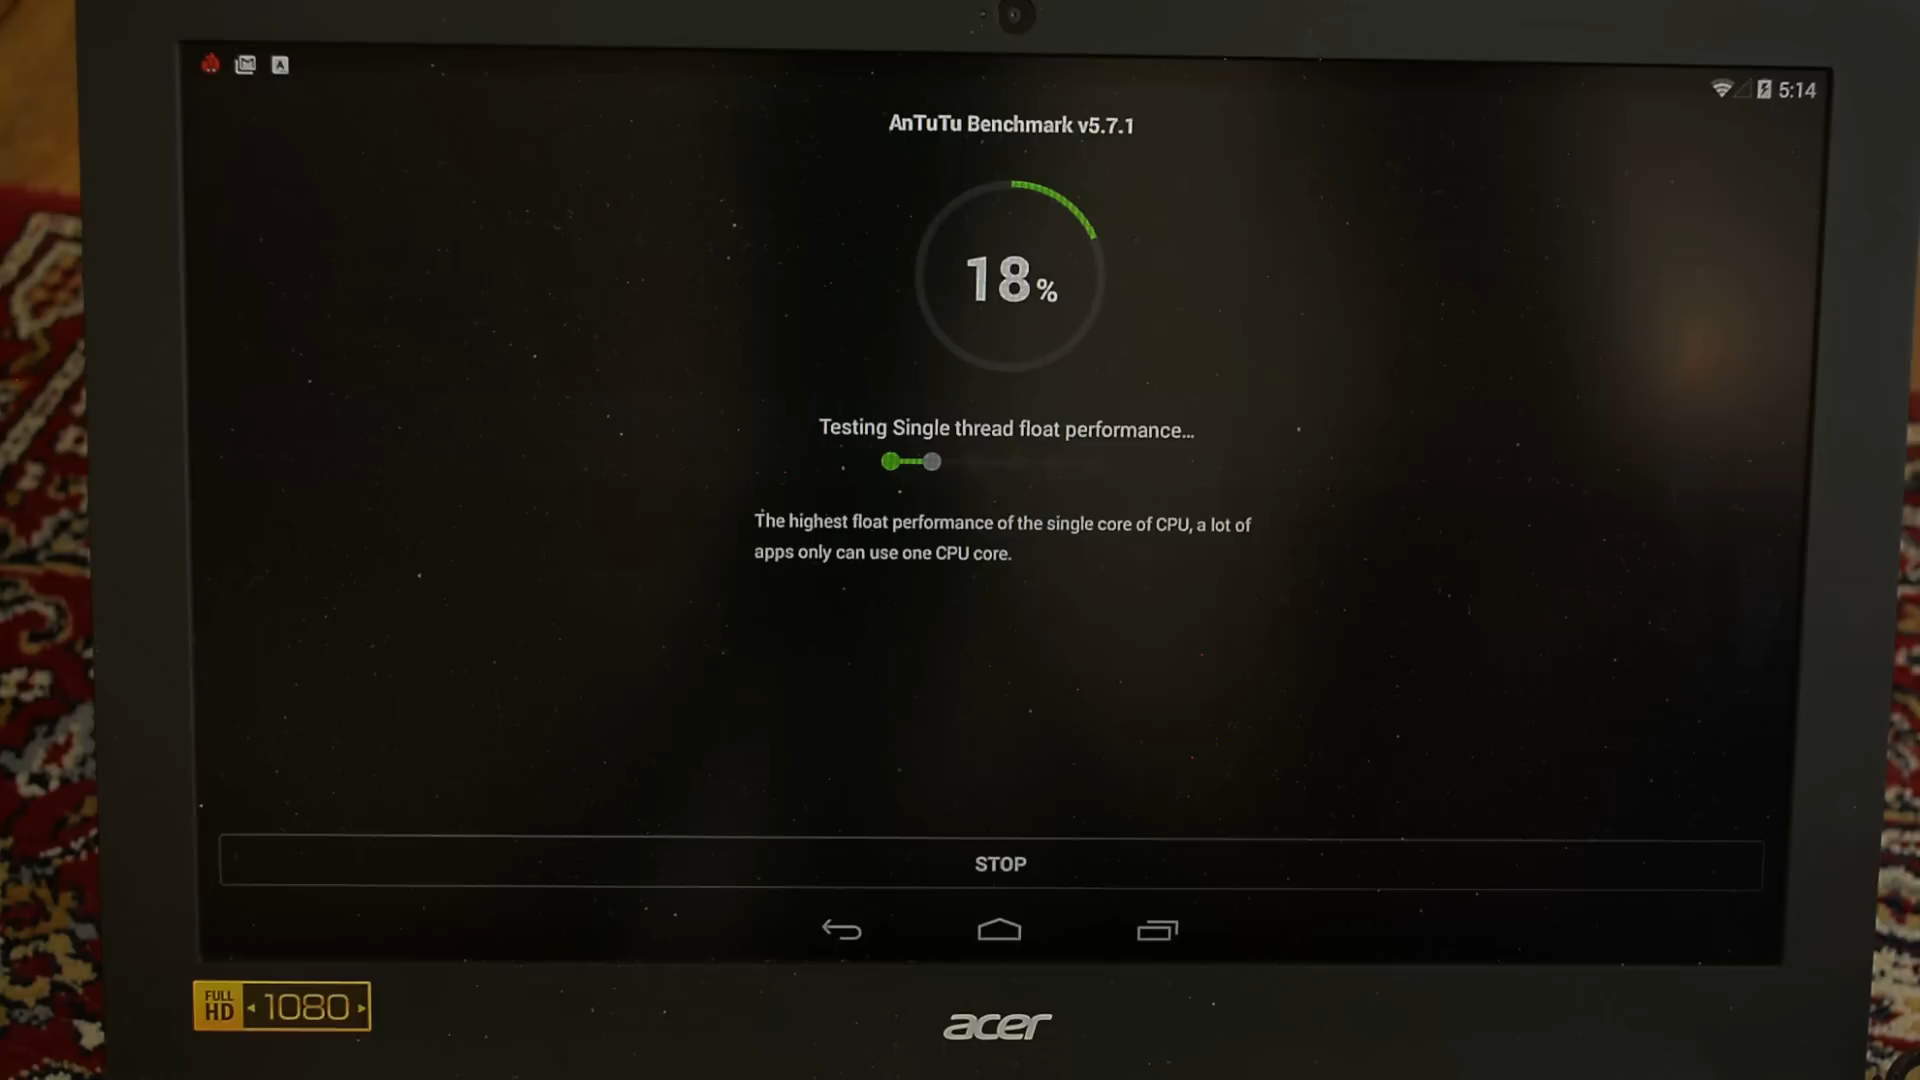 5:14
AnTuTu Benchmark v5.7.1
18%
Testing Single thread float performance...
The highest float performance of the single core of CPU, a lot of
apps only can use one CPU core.
STOP
FULL
HD
1080
acer